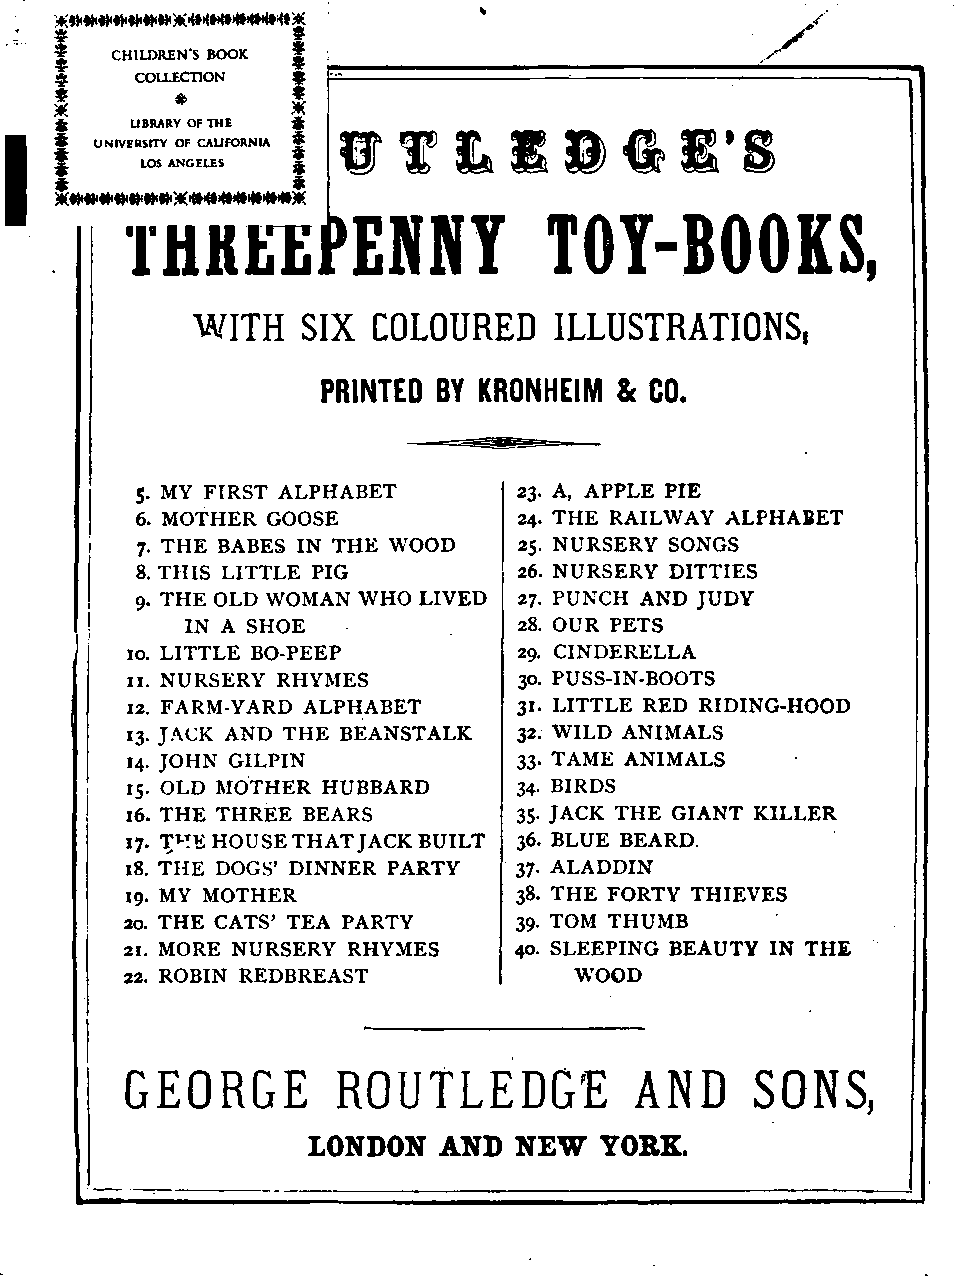 CHILDREN'S BOOK
COLLECTION
LIBRARY OF THE
UNIVERSITY OF CALIFORNIA
LOS ANGELES
UTLEDGE'S
THREEPENNY TOY-BOOKS,
WITH SIX COLOURED ILLUSTRATIONS,
PRINTED BY KRONHEIM & CO.
5. MY FIRST ALPHABET
6. MOTHER GOOSE
7. THE BABES IN THE WOOD
8. THIS LITTLE PIG
9. THE OLD WOMAN WHO LIVED
IN A SHOE
10. LITTLE BO-PEEP
11. NURSERY RHYMES
12. FARM-YARD ALPHABET
13. JACK AND THE BEANSTALK
14. JOHN GILPIN
15. OLD MOTHER HUBBARD
16. THE THREE BEARS
17. THE HOUSE THAT JACK BUILT
18. THE DOGS' DINNER PARTY
19. MY MOTHER
20. THE CATS' TEA PARTY
21. MORE NURSERY RHYMES
22. ROBIN REDBREAST
23. A, APPLE PIE
24. THE RAILWAY ALPHABET
25. NURSERY SONGS
26. NURSERY DITTIES
27. PUNCH AND JUDY
28. OUR PETS
29. CINDERELLA
30. PUSS-IN-BOOTS
31. LITTLE RED RIDING-HOOD
32. WILD ANIMALS
33. TAME ANIMALS
34. BIRDS
35. JACK THE GIANT KILLER
36. BLUE BEARD.
37. ALADDIN
38. THE FORTY THIEVES
39. TOM THUMB
40. SLEEPING BEAUTY IN THE
WOOD
GEORGE ROUTLEDGE AND SONS,
LONDON AND NEW YORK.